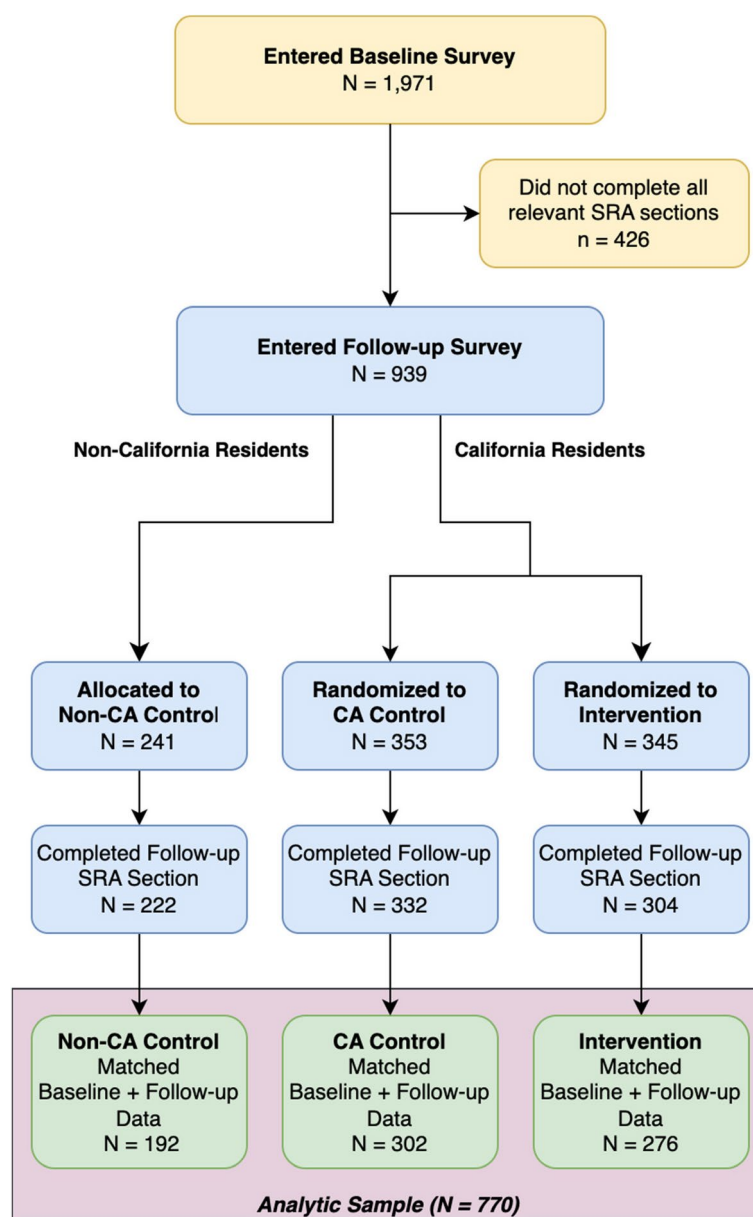 Entered Baseline Survey
N = 1,971
Did not complete all
relevant SRA sections
n = 426
Entered Follow-up Survey
N = 939
Non-California Residents
California Residents
Allocated to
Non-CA Control
N = 241
Randomized to
CA Control
N = 353
Randomized to
Intervention
N = 345
Completed Follow-up
SRA Section
N = 222
Completed Follow-up
SRA Section
N = 332
Completed Follow-up
SRA Section
N = 304
Non-CA Control
Matched
Baseline + Follow-up
Data
N = 192
CA Control
Matched
Baseline + Follow-up
Data
N = 302
Intervention
Matched
Baseline + Follow-up
Data
N = 276
Analytic Sample (N = 770)